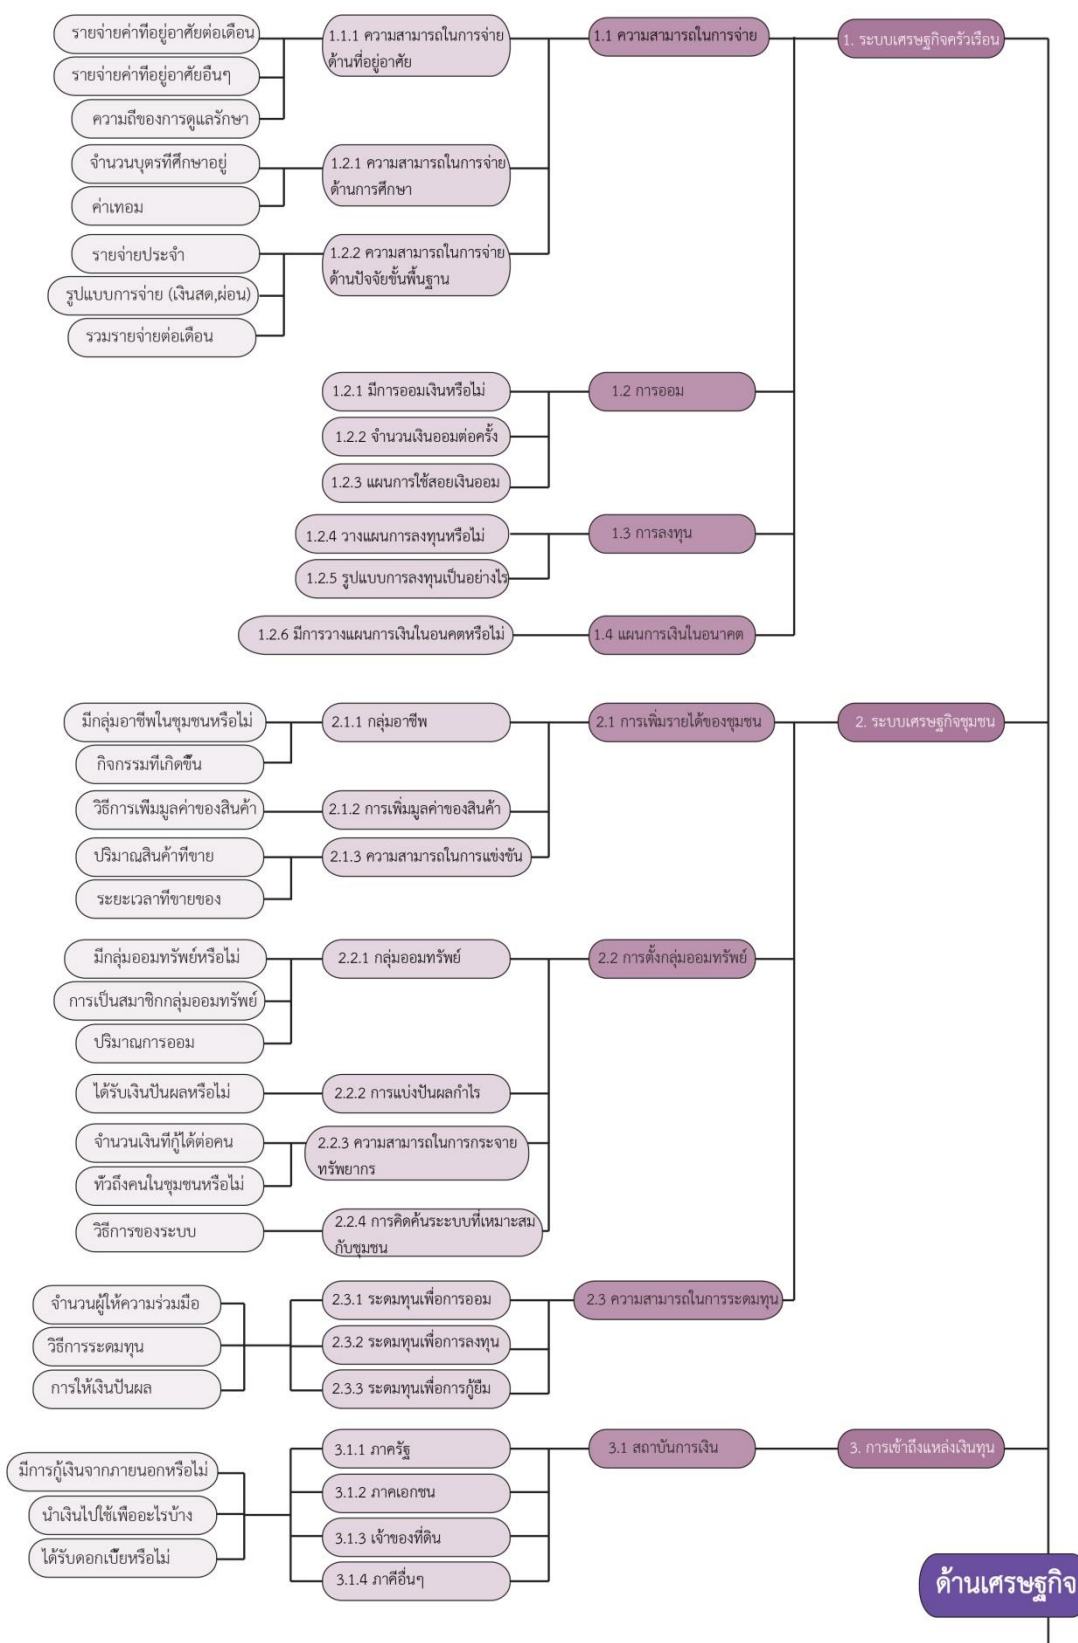 รายจ่ายค่าที่อยู่อาศัยต่อเดือน
1.1.1 ความสามารถในการจ่าย
ด้านที่อยู่อาศัย
1.1 ความสามารถในการจ่าย
1. ระบบเศรษฐกิจครัวเรือน
รายจ่ายค่าที่อยู่อาศัยอื่นๆ
ความถี่ของการดูแลรักษา
จำนวนบุตรที่ศึกษาอยู่
1.2.1 ความสามารถในการจ่าย
ด้านการศึกษา
ค่าเทอม
รายจ่ายประจำ
1.2.2 ความสามารถในการจ่าย
ด้านปัจจัยขั้นพื้นฐาน
รูปแบบการจ่าย (เงินสด,ผ่อน)
รวมรายจ่ายต่อเดือน
1.2.1 มีการออมเงินหรือไม่
1.2 การออม
1.2.2 จำนวนเงินออมต่อครั้ง
1.2.3 แผนการใช้สอยเงินออม
1.2.4 วางแผนการลงทุนหรือไม่
1.3 การลงทุน
1.2.5 รูปแบบการลงทุนเป็นอย่างไร
1.2.6 มีการวางแผนการเงินในอนคตหรือไม่
1.4 แผนการเงินในอนาคต
มีกลุ่มอาชีพในชุมชนหรือไม่
2.1.1 กลุ่มอาชีพ
2.1 การเพิ่มรายได้ของชุมชน
2. ระบบเศรษฐกิจชุมชน
กิจกรรมที่เกิดขึ้น
วิธีการเพิ่มมูลค่าของสินค้า
2.1.2 การเพิ่มมูลค่าของสินค้า
ปริมาณสินค้าที่ขาย
2.1.3 ความสามารถในการแข่งขัน
ระยะเวลาที่ขายของ
มีกลุ่มออมทรัพย์หรือไม่
2.2.1 กลุ่มออมทรัพย์
2.2 การตั้งกลุ่มออมทรัพย์
การเป็นสมาชิกกลุ่มออมทรัพย์
ปริมาณการออม
ได้รับเงินปันผลหรือไม่
2.2.2 การแบ่งปันผลกำไร
จำนวนเงินที่กู้ได้ต่อคน
2.2.3 ความสามารถในการกระจาย
ทรัพยากร
ทั่วถึงคนในชุมชนหรือไม่
วิธีการของระบบ
2.2.4 การคิดค้นระะบบที่เหมาะสม
กับชุมชน
จำนวนผู้ให้ความร่วมมือ
2.3.1 ระดมทุนเพื่อการออม
2.3 ความสามารถในการระดมทุน
วิธีการระดมทุน
2.3.2 ระดมทุนเพื่อการลงทุน
การให้เงินปันผล
2.3.3 ระดมทุนเพื่อการกู้ยืม
3.1.1 ภาครัฐ
3.1 สถาบันการเงิน
3. การเข้าถึงแหล่งเงินทุน
มีการกู้เงินจากภายนอกหรือไม่
3.1.2 ภาคเอกชน
นำเงินไปใช้เพื่ออะไรบ้าง
3.1.3 เจ้าของที่ดิน
ได้รับดอกเบี้ยหรือไม่
3.1.4 ภาคีอื่นๆ
ด้านเศรษฐกิจ